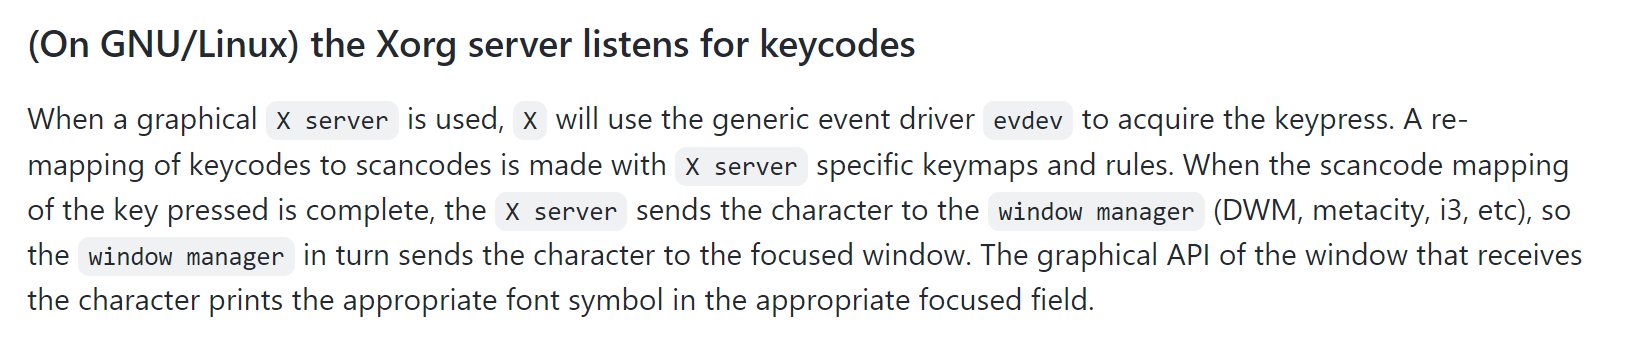 (On GNU/Linux) the Xorg server listens for keycodes
When a graphical X server is used, X will use the generic event driver evdev to acquire the keypress. A re-
mapping of keycodes to scancodes is made with X server specific keymaps and rules. When the scancode mapping
of the key pressed is complete, the X server sends the character to the window manager (DWM, metacity, i3, etc), so
the window manager in turn sends the character to the focused window. The graphical API of the window that receives
the character prints the appropriate font symbol in the appropriate focused field.